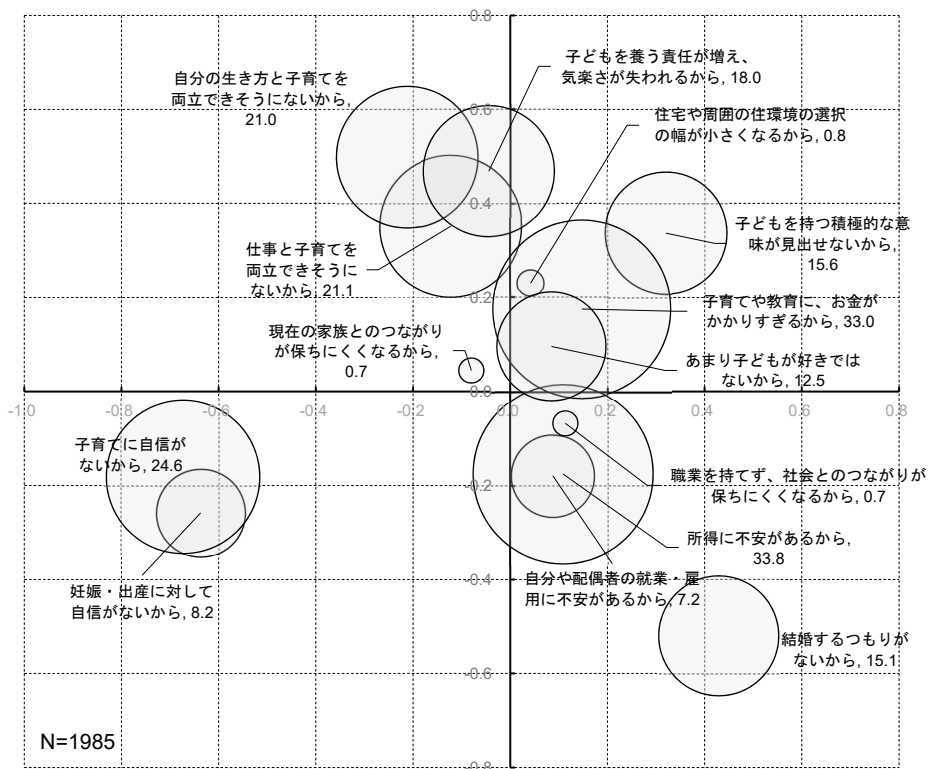 0.8
子どもを養う責任が増え、
気楽さが失われるから, 18.0
自分の生き方と子育てを
両立できそうにないから,
21.0
0.6
住宅や周囲の住環境の選択
の幅が小さくなるから, 0.8
0.4
子どもを持つ積極的な意
味が見出せないから,
15.6
仕事と子育てを
両立できそうに
ないから, 21.1
0.2
子育てや教育に、お金が
かかりすぎるから, 33.0
現在の家族とのつながり
が保ちにくくなるから,
0.7
あまり子どもが好きでは
ないから, 12.5
0.0
-1.0 -0.8 -0.6 -0.4 -0.2 0.0 0.2 0.4 0.6 0.8
子育てに自信が
ないから, 24.6
職業を持てず、社会とのつながりが
保ちにくくなるから, 0.7
-0.2
所得に不安があるから,
33.8
-0.4
自分や配偶者の就業・雇
用に不安があるから, 7.2
妊娠・出産に対して
自信がないから, 8.2
結婚するつもりが
ないから, 15.1
-0.6
N=1985
-0.8